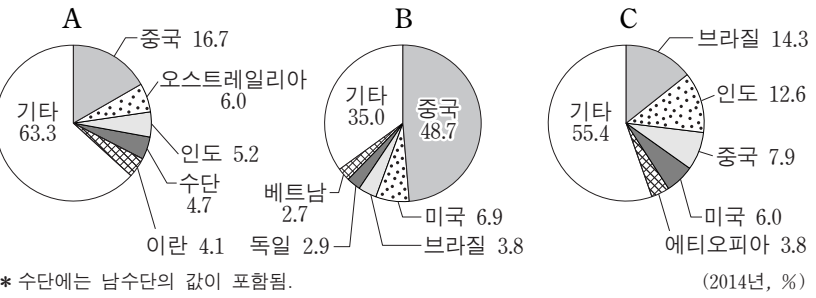 A
중국 16.7
오스트레일리아
6.0
인도 5.2
수단
4.7
이란 4.1
기타
63.3
B
중국
48.7
미국 6.9
브라질 3.8
독일 2.9
베트남
2.7
기타
35.0
C
브라질 14.3
인도 12.6
중국 7.9
미국 6.0
에티오피아 3.8
기타
55.4
* 수단에는 남수단의 값이 포함됨.
(2014년, %)